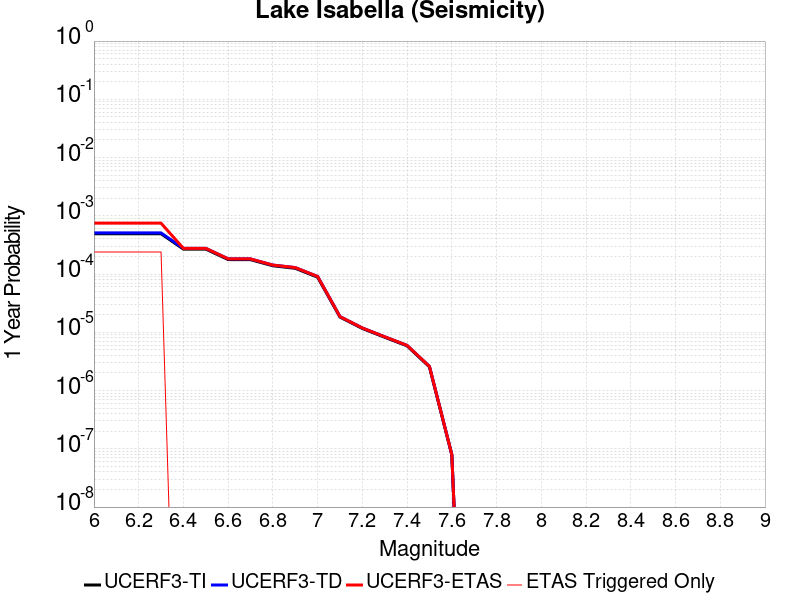 Lake Isabella (Seismicity)
10^0
10^-1
10^-2
10^-3
10^-4
10^-5
10^-6
10^-7
10^-8
1 Year Probability
6 6.2 6.4 6.6 6.8 7 7.2 7.4 7.6 7.8 8 8.2 8.4 8.6 8.8 9
Magnitude
UCERF3-TI UCERF3-TD UCERF3-ETAS ETAS Triggered Only